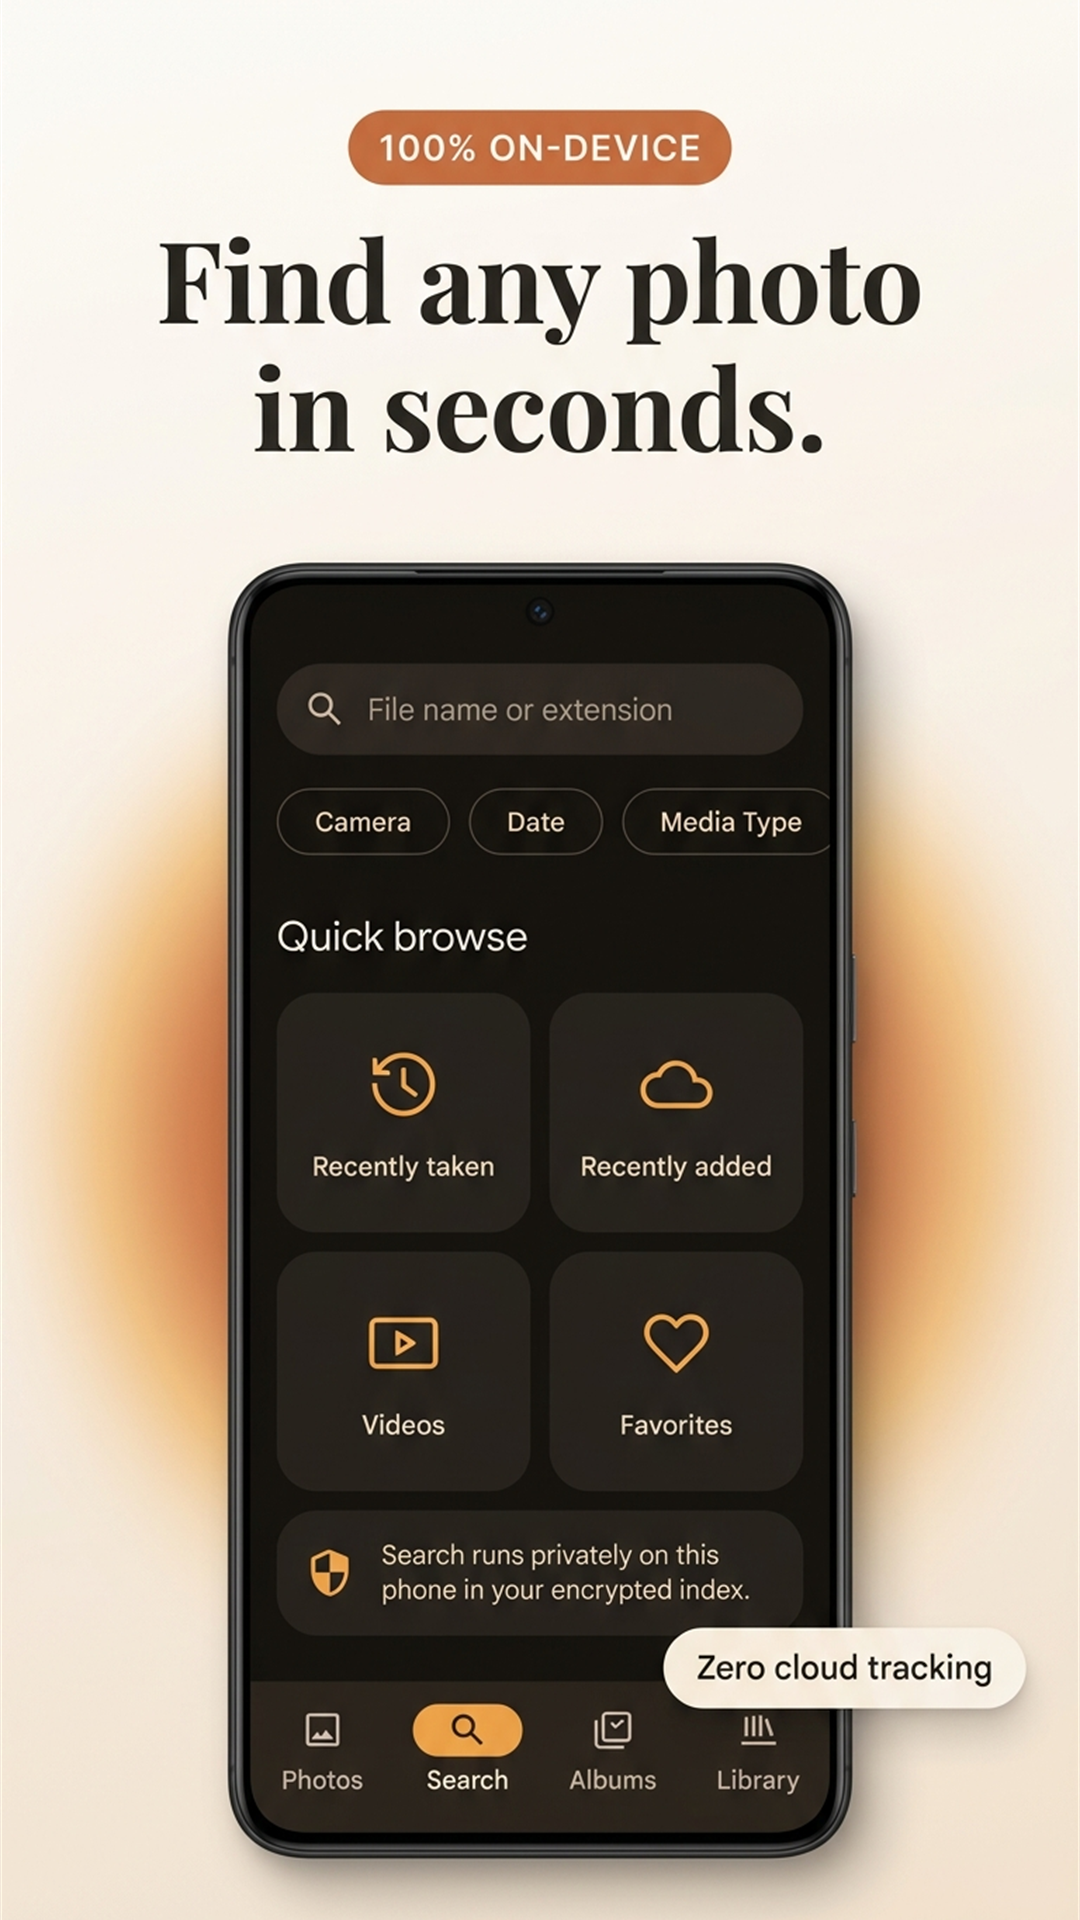 100% ON-DEVICE
Find any photo
in seconds.
File name or extension
Camera
Date
Media Type
Quick browse
Recently taken
Recently added
Videos
Favorites
Search runs privately on this
phone in your encrypted index.
Zero cloud tracking
Photos
Search
Albums
Library